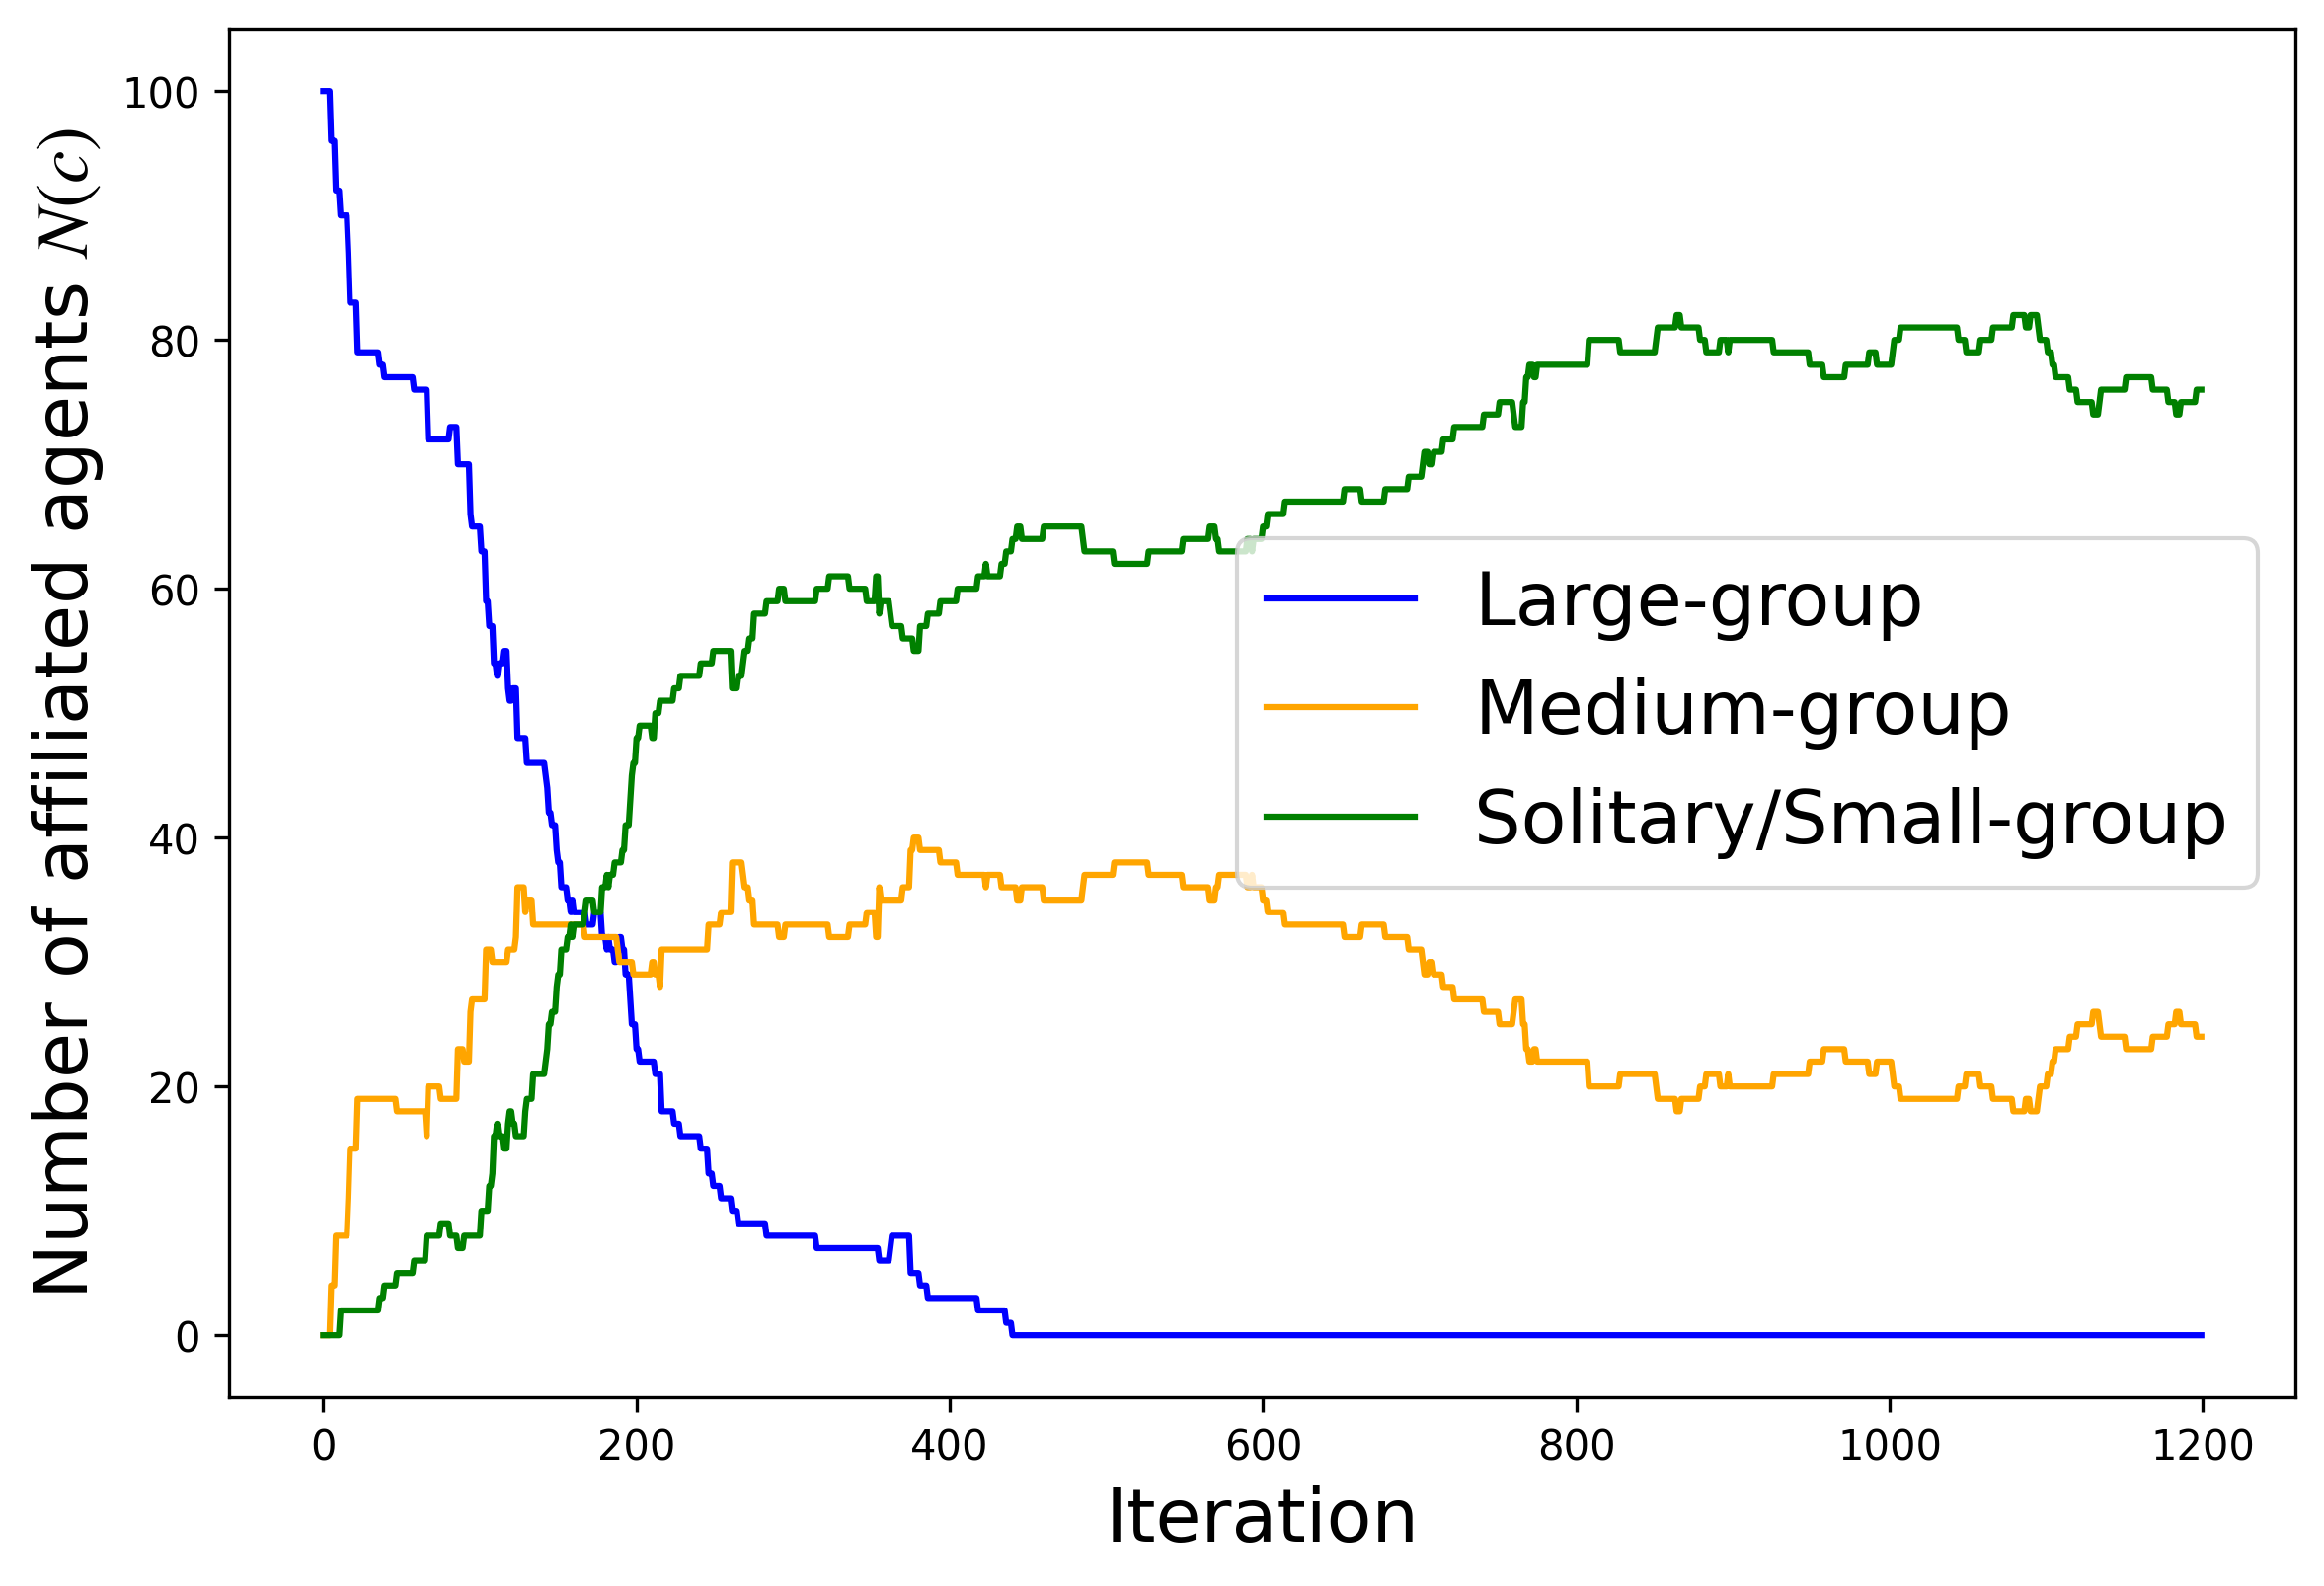 Number of affiliated agents N(c)
100
80
60
40
20
0
Large-group
Medium-group
Solitary/Small-group
0 200 400 600 800 1000 1200
Iteration